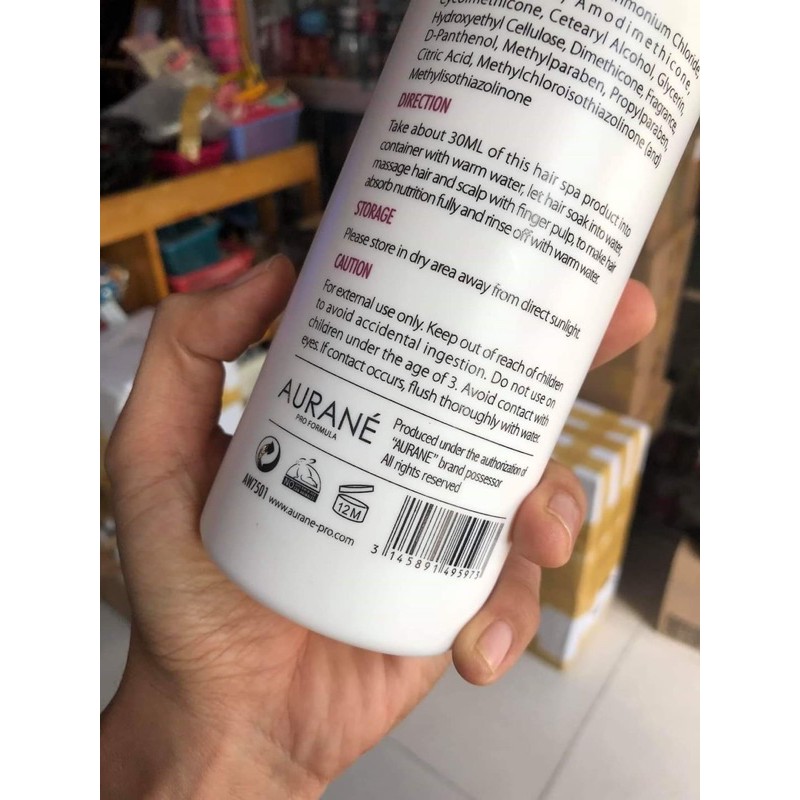 monium Chloride,
Cyclomethicone, Amodimethicone,
Cetearyl Alcohol, Glycerin,
Hydroxyethyl Cellulose, Dimethicone, Fragrance,
D-Panthenol, Methylparaben, Propylparaben,
Citric Acid, Methylchloroisothiazolinone (and)
Methylisothiazolinone
DIRECTION
Take about 30ML of this hair spa product into
container with warm water, let hair soak into water,
massage hair and scalp with finger pulp, to make hair
absorb nutrition fully and rinse off with warm water.
STORAGE
Please store in dry area away from direct sunlight.
CAUTION
For external use only. Keep out of reach of children
to avoid accidental ingestion. Do not use on
children under the age of 3. Avoid contact with
eyes. If contact occurs, flush thoroughly with water.
AURANÉ
PRO FORMULA
Produced under the authorization of
"AURANE" brand possessor
All rights reserved
12M
AW7501
www.aurane-pro.com
3 145891 495973